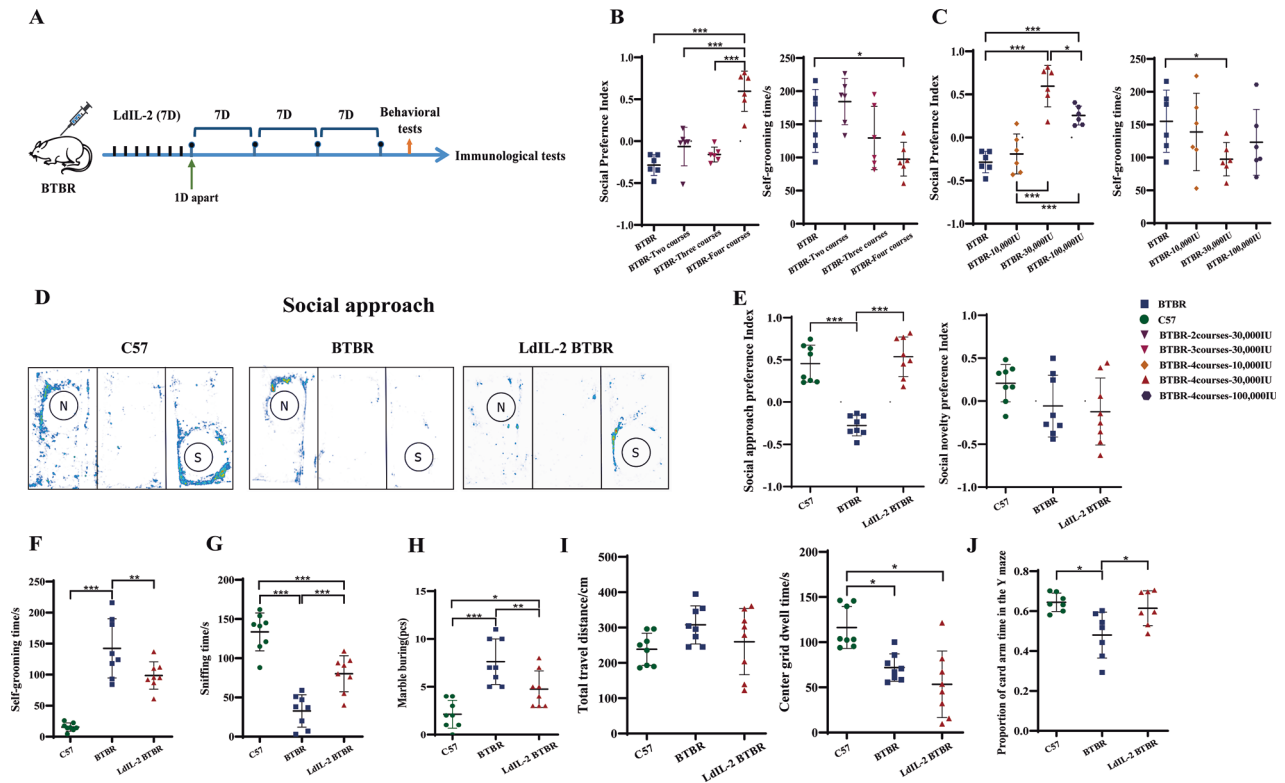 A
LdIL-2 (7D)
7D
7D
7D
Behavioral
tests
Immunological tests
BTBR
1D apart
B
Social Preference Index
1.0
0.5
0.0
-0.5
-1.0
***
***
***
BTBR
BTBR-Two courses
BTBR-Three courses
BTBR-Four courses
Self-grooming time/s
250
200
150
100
50
0
*
BTBR
BTBR-Two courses
BTBR-Three courses
BTBR-Four courses
C
Social Prefernce Index
1.0
0.5
0.0
-0.5
-1.0
***
***
*
***
***
BTBR
BTBR-10,000IU
BTBR-30,000IU
BTBR-100,000IU
Self-grooming time/s
250
200
150
100
50
0
*
BTBR
BTBR-10,000IU
BTBR-30,000IU
BTBR-100,000IU
D
Social approach
C57
BTBR
LdIL-2 BTBR
N
S
N
S
N
S
E
Social approach preference Index
1.0
0.5
0.0
-0.5
-1.0
***
***
C57
BTBR
LdIL-2 BTBR
Social novelty preference Index
1.0
0.5
0.0
-0.5
-1.0
C57
BTBR
LdIL-2 BTBR
BTBR
C57
BTBR-2courses-30,000IU
BTBR-3courses-30,000IU
BTBR-4courses-10,000IU
BTBR-4courses-30,000IU
BTBR-4courses-100,000IU
F
Self-grooming time/s
250
200
150
100
50
0
***
**
C57
BTBR
LdIL-2 BTBR
G
Sniffing time/s
200
150
100
50
0
***
***
***
C57
BTBR
LdIL-2 BTBR
H
Marble buring(pcs)
15
10
5
0
*
***
**
C57
BTBR
LdIL-2 BTBR
I
Total travel distance/cm
500
400
300
200
100
0
C57
BTBR
LdIL-2 BTBR
Center grid dwell time/s
200
150
100
50
0
*
*
C57
BTBR
LdIL-2 BTBR
J
Proportion of card arm time in the Y maze
0.8
0.6
0.4
0.2
0.0
*
*
C57
BTBR
LdIL-2 BTBR